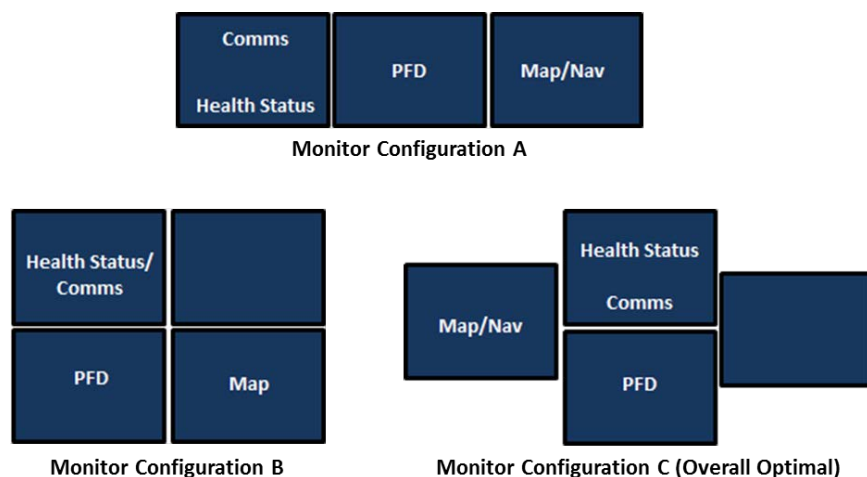 Comms
Health Status
PFD
Map/Nav
Monitor Configuration A
Health Status/
Comms
PFD
Map
Monitor Configuration B
Map/Nav
Health Status
Comms
PFD
Monitor Configuration C (Overall Optimal)